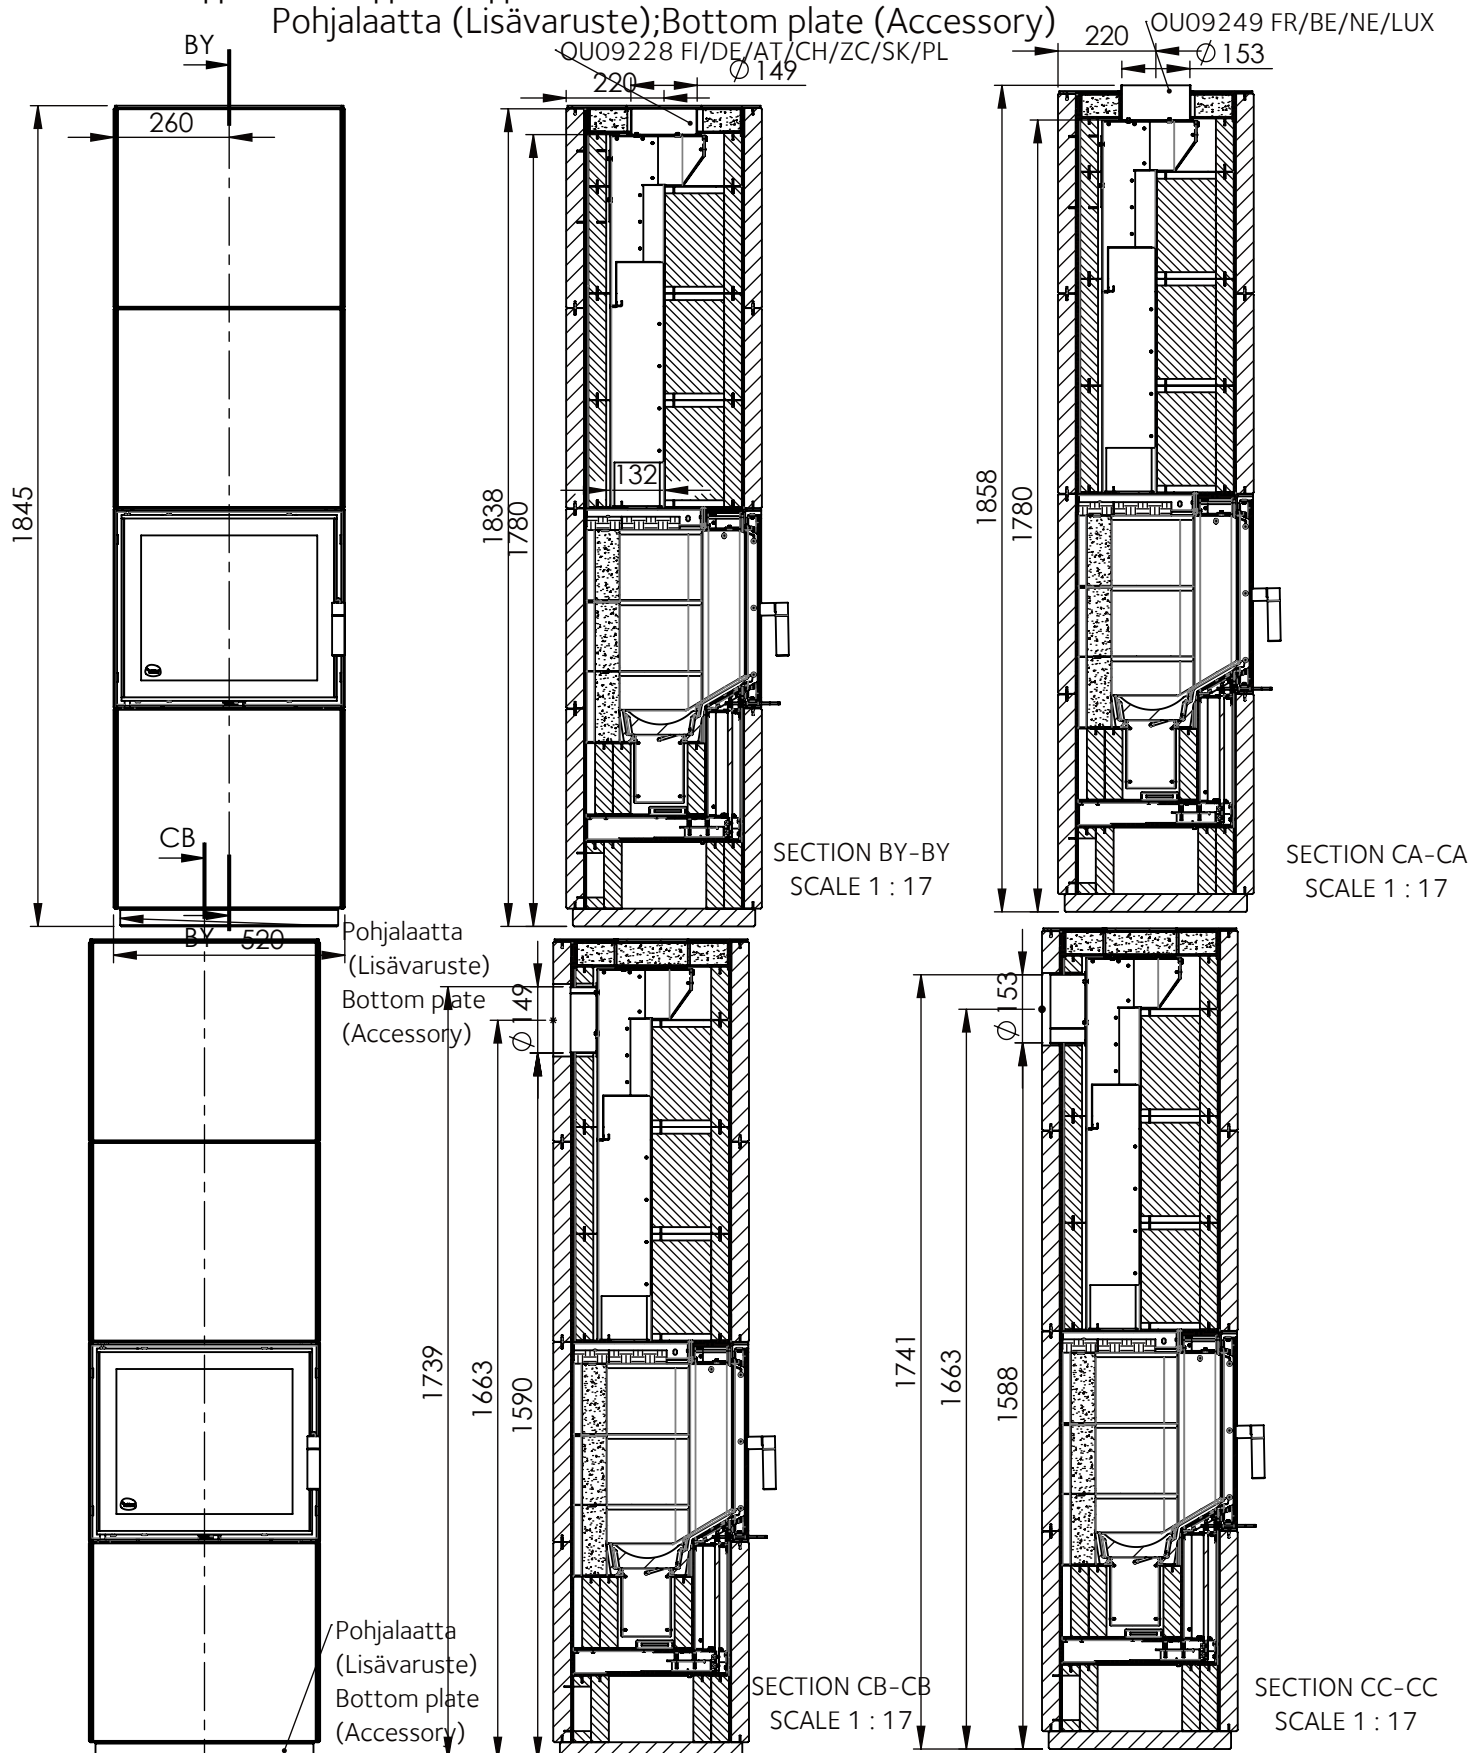 Pohjalaatta (Lisävaruste);Bottom plate (Accessory)
OU09228 FI/DE/AT/CH/ZC/SK/PL
OU09249 FR/BE/NE/LUX
BY
260
1845
BY
520
CB
Pohjalaatta
(Lisävaruste)
Bottom plate
(Accessory)
220
Ø 149
1838
1780
132
SECTION BY-BY
SCALE 1 : 17
220
Ø 153
1858
1780
SECTION CA-CA
SCALE 1 : 17
Pohjalaatta
(Lisävaruste)
Bottom plate
(Accessory)
Ø 149
1739
1663
1590
SECTION CB-CB
SCALE 1 : 17
Ø 153
1741
1663
1588
SECTION CC-CC
SCALE 1 : 17